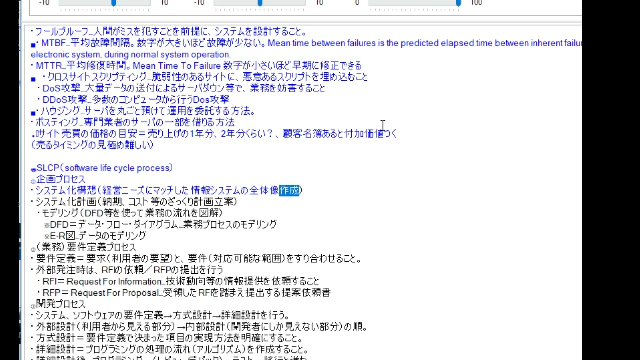 -10 0 10
-10 0 10
0 100
・フールプルーフ_人間がミスを犯すことを前提に、システムを設計すること。
・MTBF_平均故障間隔。数字が大きいほど故障が少ない。Mean time between failures is the predicted elapsed time between inherent failu
electronic system, during normal system operation.
・MTTR_平均修復時間。Mean Time To Failure 数字が小さいほど早期に修正できる
・クロスサイトスクリプティング_脆弱性のあるサイトに、悪意あるスクリプトを埋め込むこと
・DoS攻撃_大量データの送付によるサーバダウン等で、業務を妨害すること
・DDoS攻撃_多数のコンピュータから行うDos攻撃
・ハウジング_サーバを丸ごと預けて運用を委託する方法。
・ホスティング_専門業者のサーバの一部を借りる方法
サイト売買の価格の目安=売り上げの1年分、2年分くらい?、顧客名簿あると付加価値つく
(売るタイミングの見極め難しい)
◎SLCP(software life cycle process)
◎企画プロセス
・システム化構想(経営ニーズにマッチした情報システムの全体像作成)
・システム化計画(納期、コスト等のざっくり計画立案)
・モデリング(DFD等を使って業務の流れを図解)
※DFD=データ・フロー・ダイアグラム_業務プロセスのモデリング
※E-R図_データのモデリング
◎(業務)要件定義プロセス
・要件定義=要求(利用者の要望)と、要件(対応可能な範囲)をすり合わせること。
・外部発注時は、RFIの依頼/RFPの提出を行う
・RFI=Request For Information_技術動向等の情報提供を依頼すること
・RFP=Request For Proposal_受領したRFIを踏まえ提出する提案依頼書
◎開発プロセス
・システム、ソフトウェアの要件定義→方式設計→詳細設計を行う。
・外部設計(利用者から見える部分)→内部設計(開発者にしか見えない部分)の順。
・方式設計=要件定義で決まった項目の実現方法を明確にすること。
・詳細設計=プログラミングの処理の流れ(アルゴリズム)を作成すること。